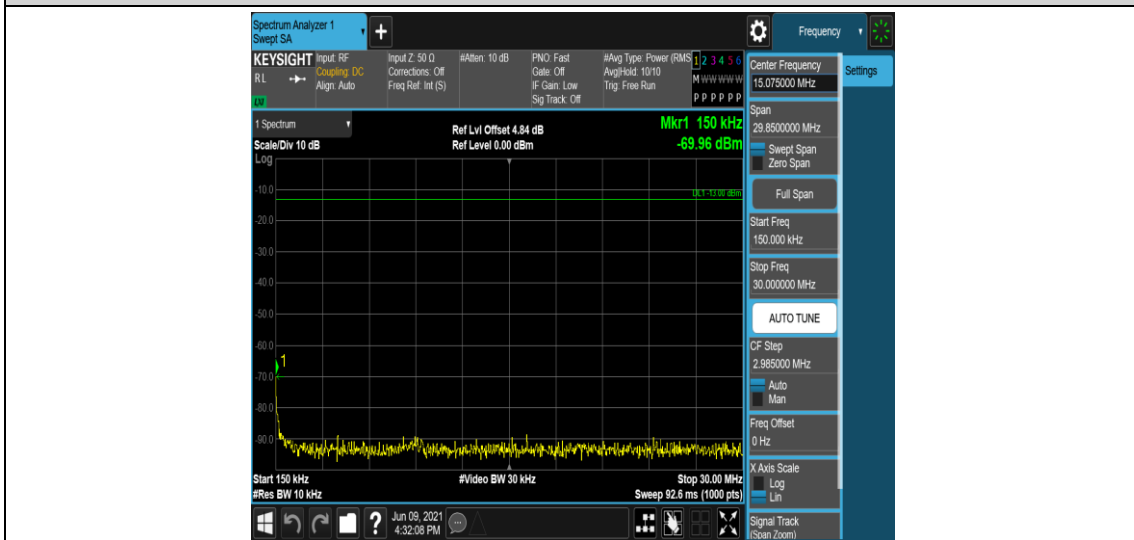 Spectrum Analyzer 1
Swept SA
+
Frequency
KEYSIGHT
RL
LXI
Input: RF
Coupling: DC
Align: Auto
Input Z: 50 Ω
Corrections: Off
Freq Ref: Int (S)
#Atten: 10 dB
PNO: Fast
Gate: Off
IF Gain: Low
Sig Track: Off
#Avg Type: Power (RMS
Avg|Hold: 10/10
Trig: Free Run
1 2 3 4 5 6
M W W W W W
P P P P P P
Center Frequency
15.075000 MHz
Settings
Span
29.8500000 MHz
Swept Span
Zero Span
Full Span
Start Freq
150.000 kHz
Stop Freq
30.000000 MHz
AUTO TUNE
CF Step
2.985000 MHz
Auto
Man
Freq Offset
0 Hz
X Axis Scale
Log
Lin
Signal Track
(Span Zoom)
1 Spectrum
Scale/Div 10 dB
Log
Ref Lvl Offset 4.84 dB
Ref Level 0.00 dBm
Mkr1 150 kHz
-69.96 dBm
DL1 -13.00 dBm
-10.0
-20.0
-30.0
-40.0
-50.0
-60.0
1
-70.0
-80.0
-90.0
Start 150 kHz
#Video BW 30 kHz
Stop 30.00 MHz
#Res BW 10 kHz
Sweep 92.6 ms (1000 pts)
?
Jun 09, 2021
4:32:08 PM